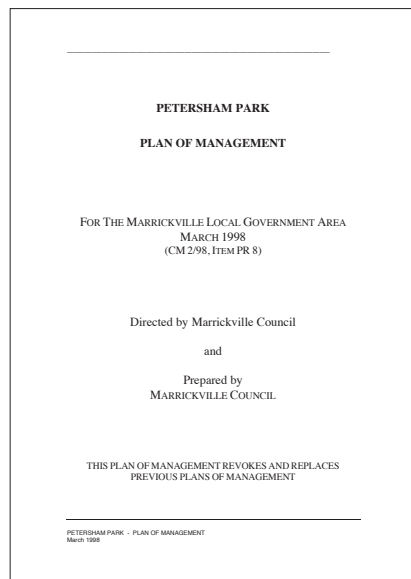 PETERSHAM PARK
PLAN OF MANAGEMENT
FOR THE MARRICKVILLE LOCAL GOVERNMENT AREA
MARCH 1998
(CM 2/98, ITEM PR 8)
Directed by Marrickville Council
and
Prepared by
MARRICKVILLE COUNCIL
THIS PLAN OF MANAGEMENT REVOKES AND REPLACES
PREVIOUS PLANS OF MANAGEMENT
PETERSHAM PARK - PLAN OF MANAGEMENT
March 1998